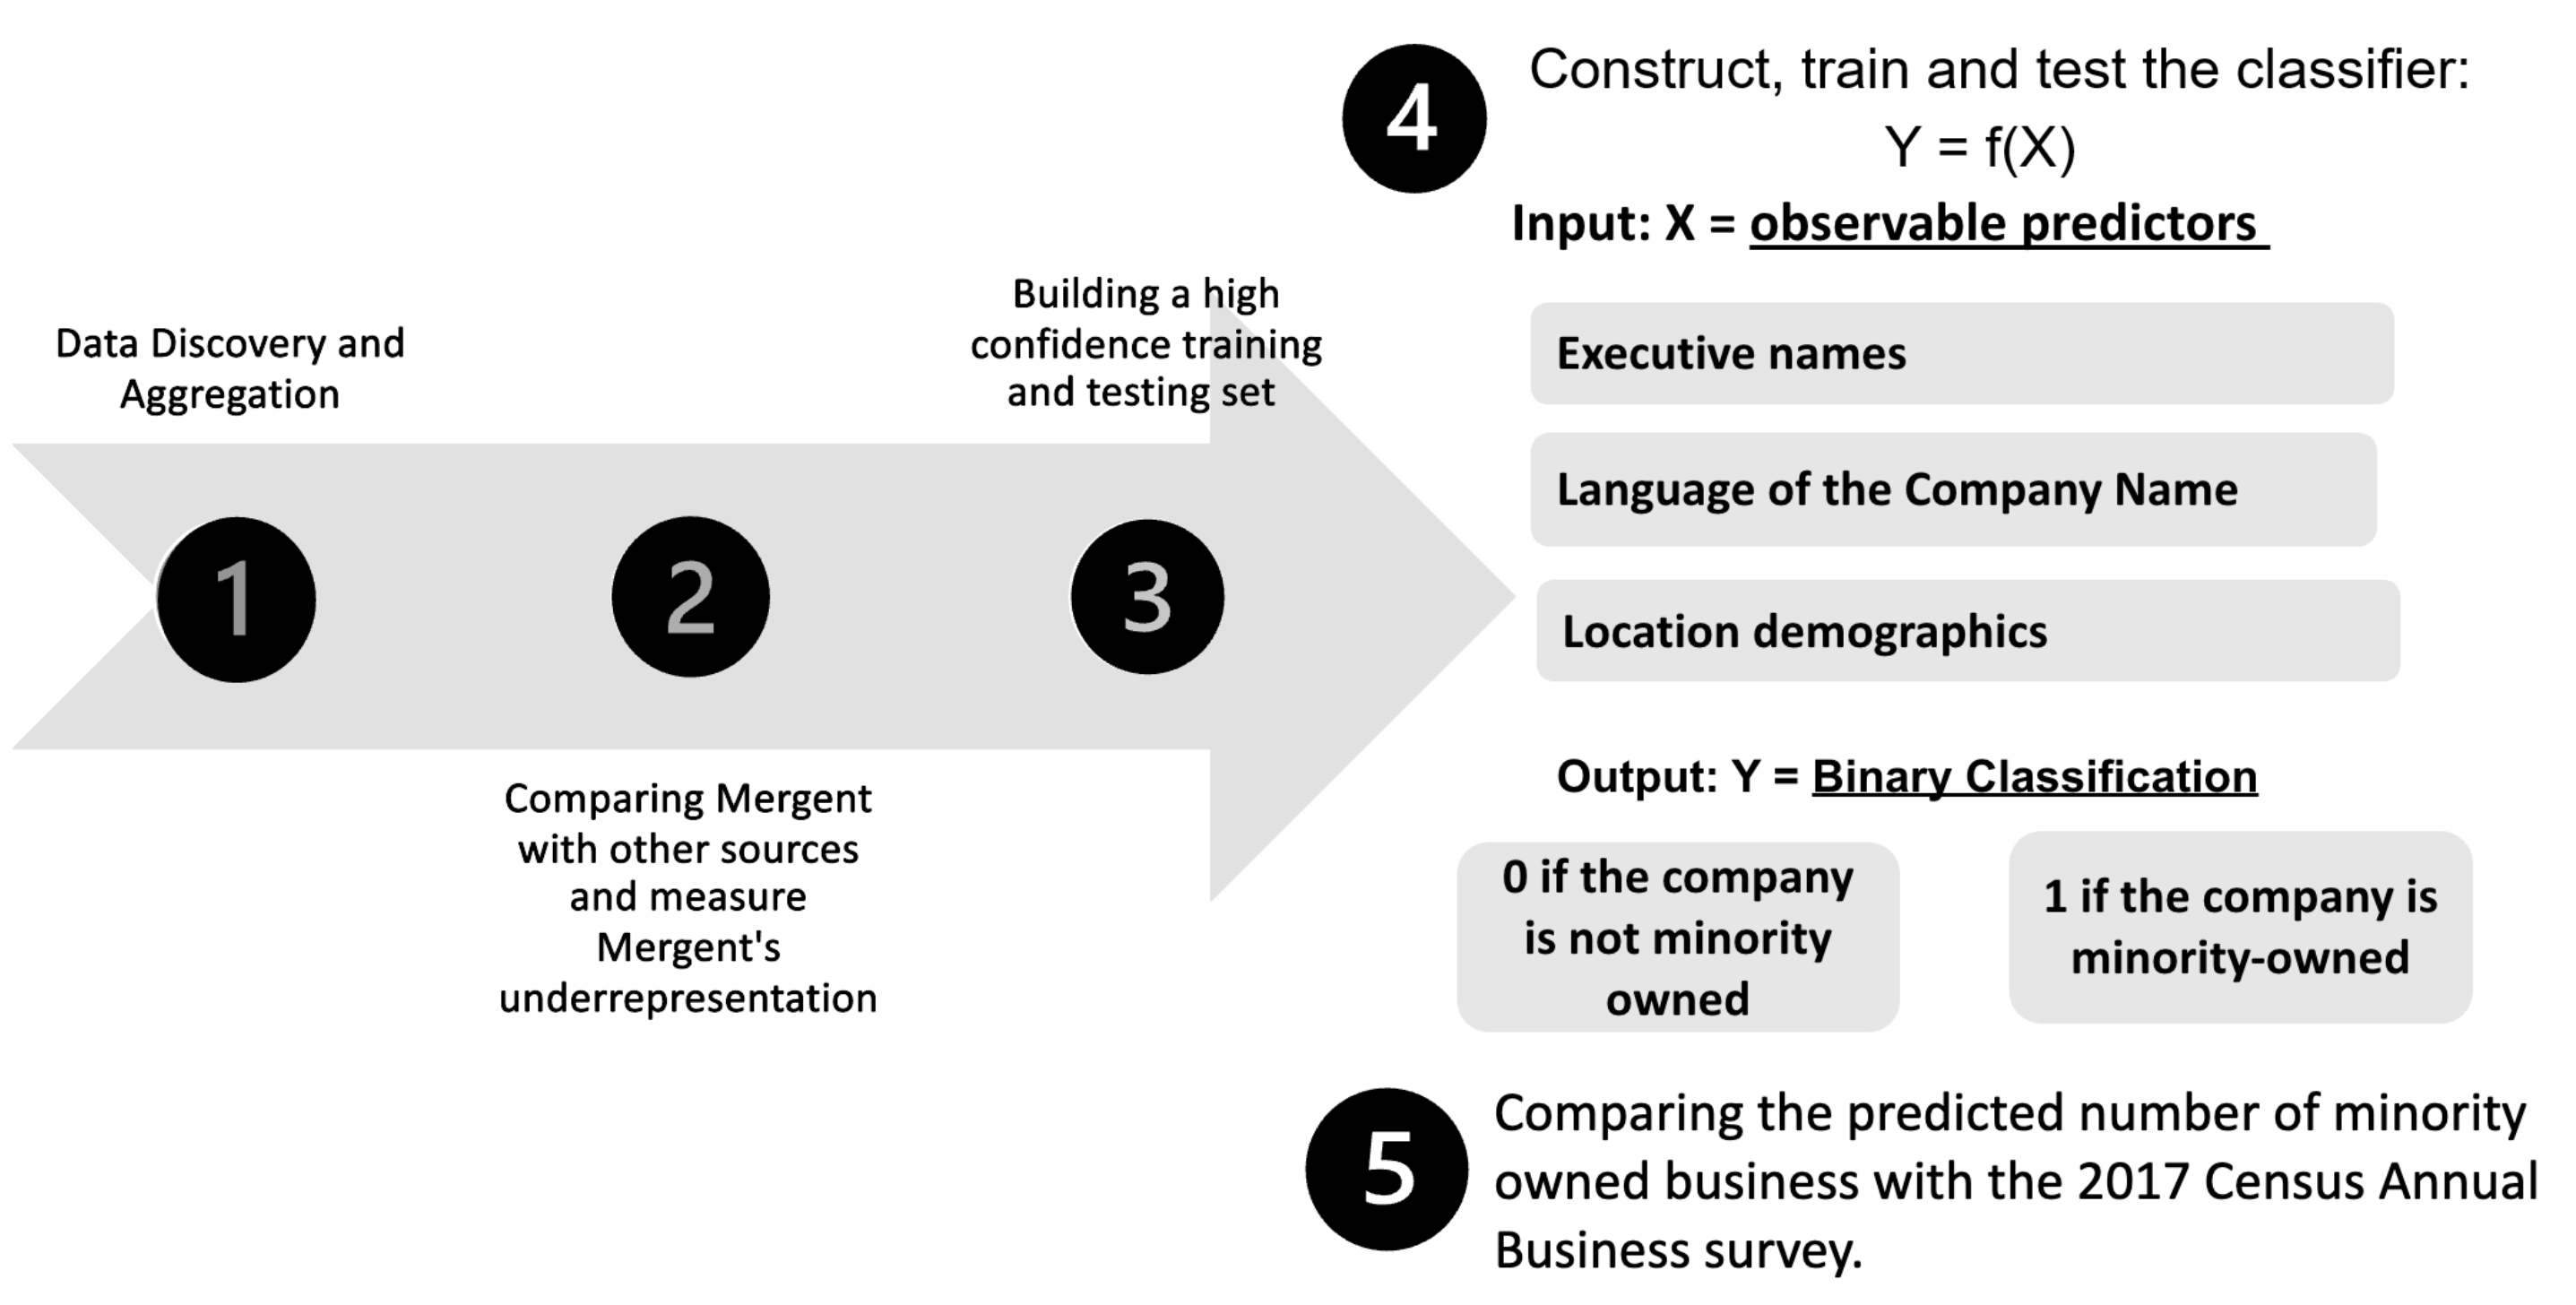 Data Discovery and
Aggregation
1
2
Comparing Mergent
with other sources
and measure
Mergent's
underrepresentation
Building a high
confidence training
and testing set
3
4
Construct, train and test the classifier:
Y = f(X)
Input: X = observable predictors
Executive names
Language of the Company Name
Location demographics
Output: Y = Binary Classification
0 if the company
is not minority
owned
1 if the company is
minority-owned
5
Comparing the predicted number of minority
owned business with the 2017 Census Annual
Business survey.